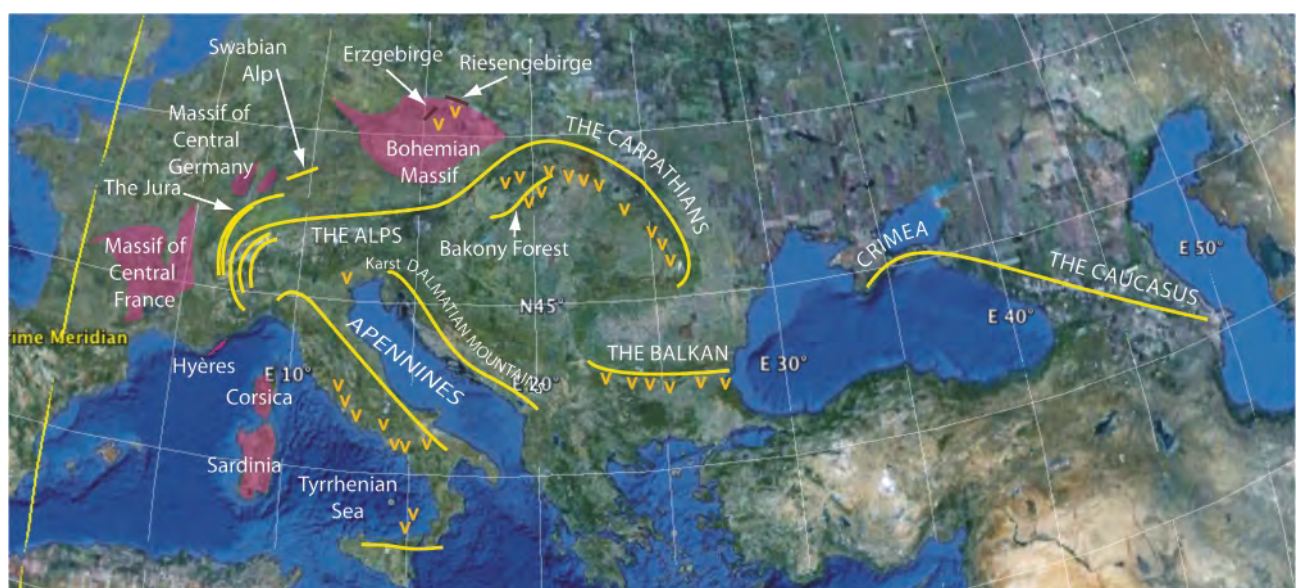 Swabian
Alp
Erzgebirge
Riesengebirge
Massif of
Central
Germany
The Jura
Bohemian
Massif
THE CARPATHIANS
Massif of
Central
France
THE ALPS
Bakony Forest
Karst
DALMATIAN MOUNTAINS
CRIMEA
THE CAUCASUS
E 50°
N45°
E 40°
ime Meridian
APENNINES
Hyères
E 10°
Corsica
THE BALKAN
E 30°
20°
Sardinia
Tyrrhenian
Sea
v v v v v v v v v v v v v v v v v v v v v v v v v v v v v v v